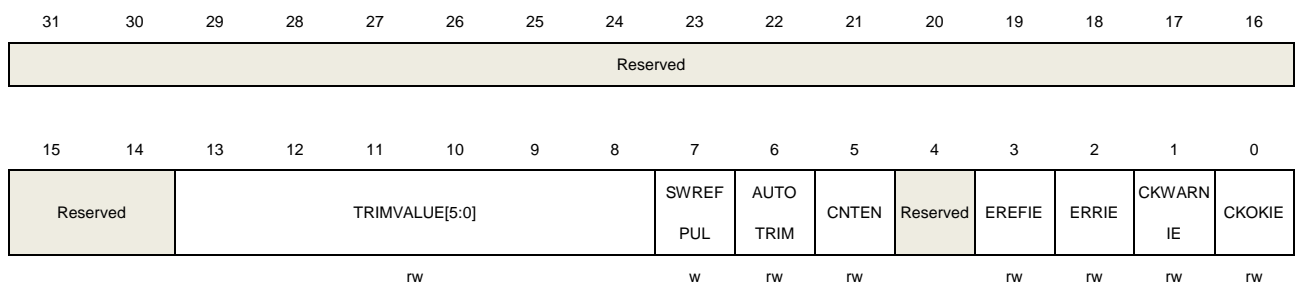 31 30 29 28 27 26 25 24 23 22 21 20 19 18 17 16
Reserved
15 14 13 12 11 10 9 8 7 6 5 4 3 2 1 0
Reserved TRIMVALUE[5:0] SWREF PUL AUTO TRIM CNTEN Reserved EREFIE ERRIE CKWARN IE CKOKIE
rw w rw rw rw rw rw rw